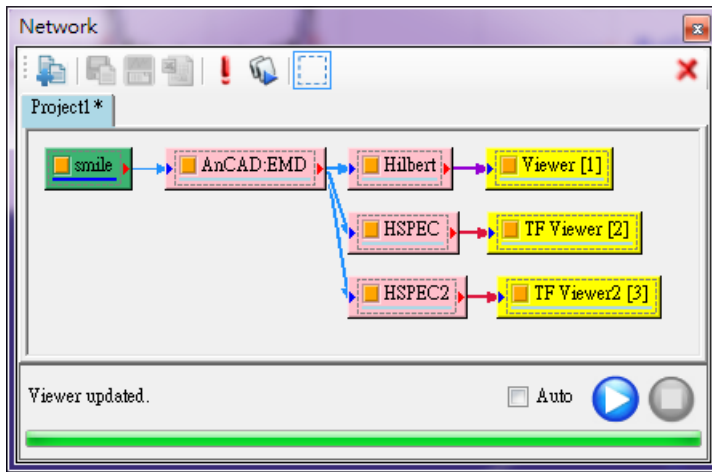 Network
Project1 *
smile AnCAD:EMD Hilbert Viewer [1]
HSPEC TF Viewer [2]
HSPEC2 TF Viewer2 [3]
Viewer updated. Auto